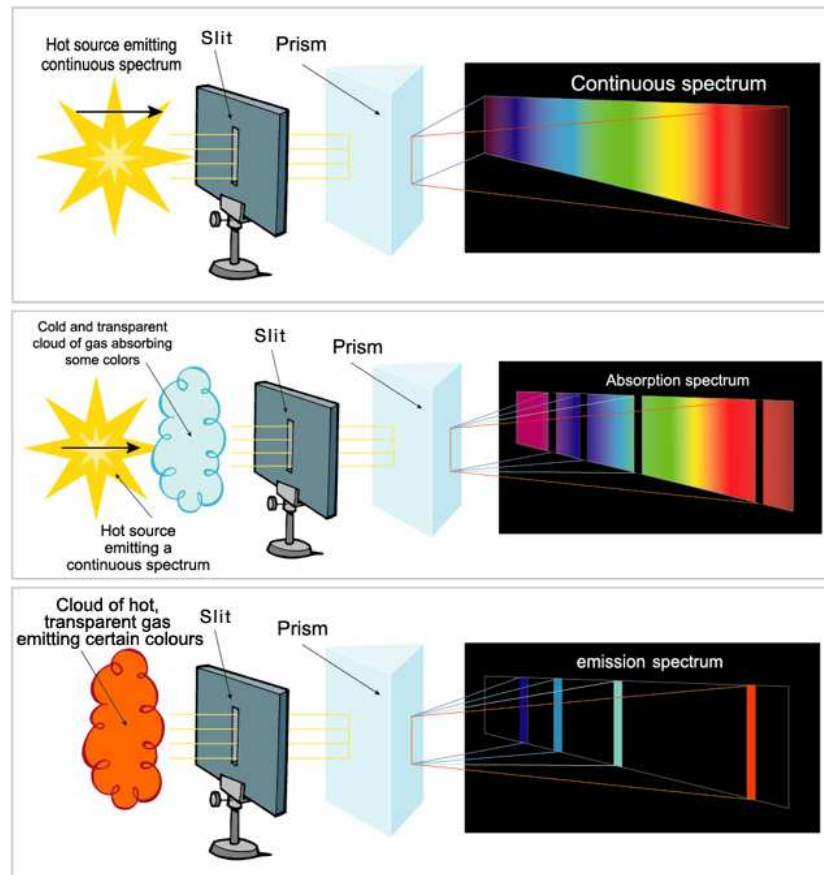 Hot source emitting
continuous spectrum
Slit
Prism
Continuous spectrum
Cold and transparent
cloud of gas absorbing
some colors
Slit
Prism
Absorption spectrum
Hot source
emitting a
continuous spectrum
Cloud of hot,
transparent gas
emitting certain colours
Slit
Prism
emission spectrum